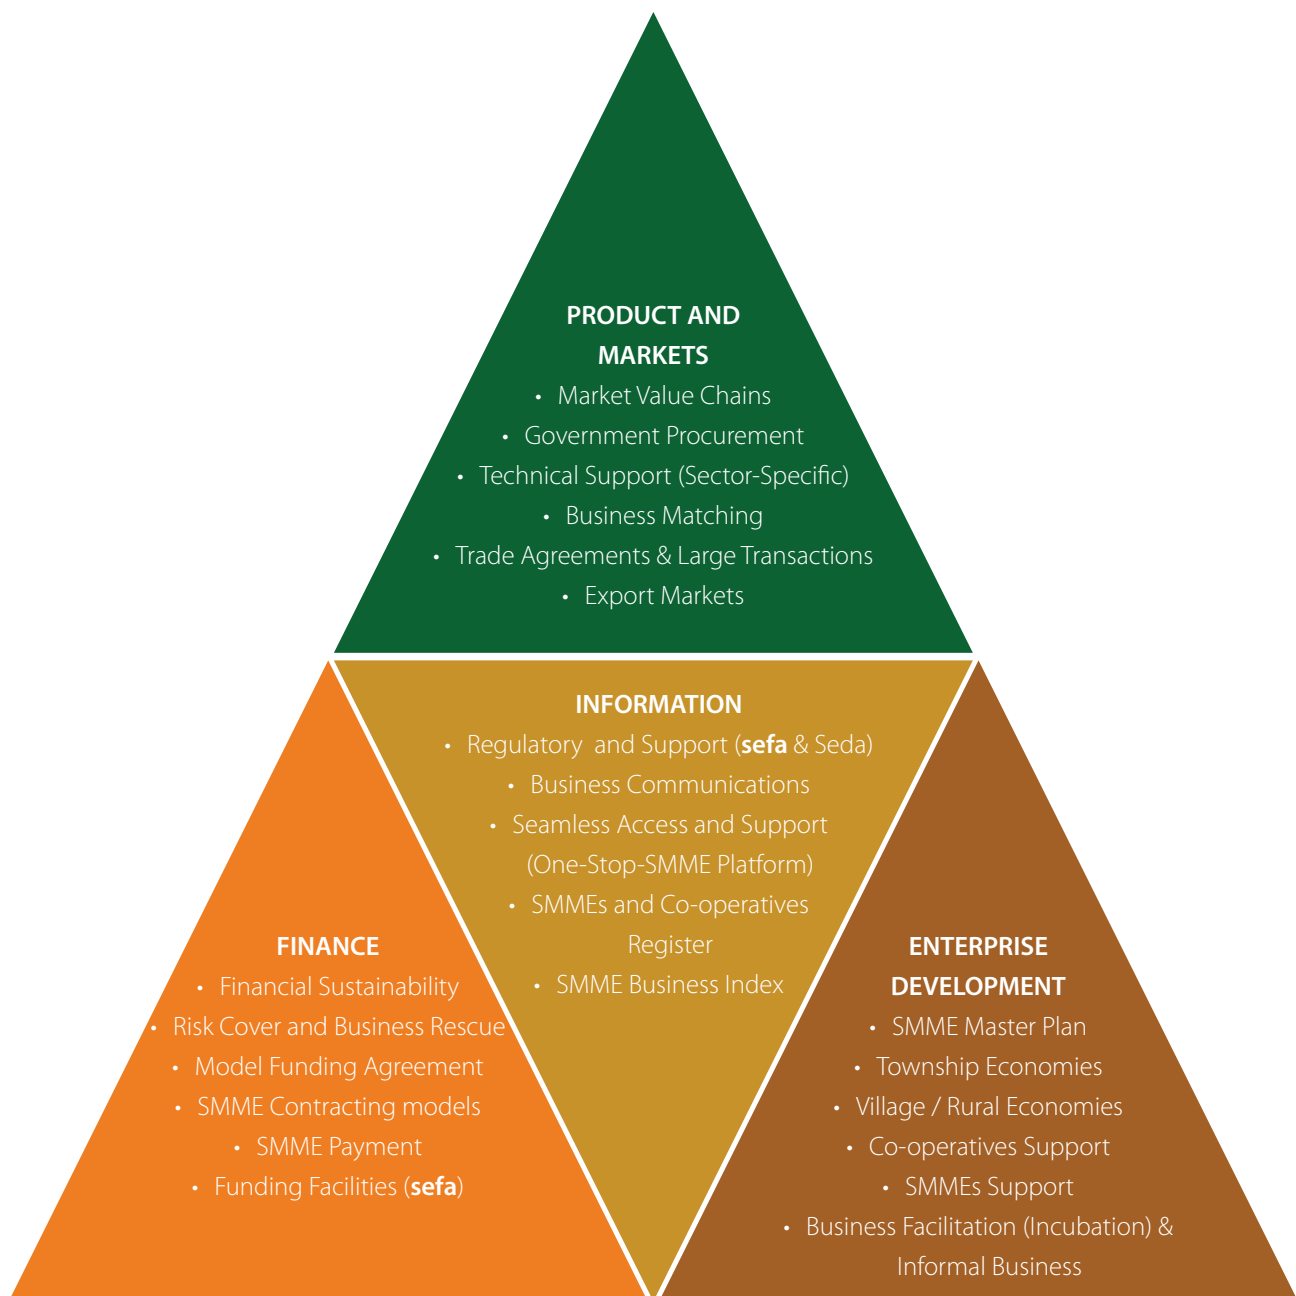 PRODUCT AND
MARKETS
• Market Value Chains
• Government Procurement
• Technical Support (Sector-Specific)
• Business Matching
• Trade Agreements & Large Transactions
• Export Markets
INFORMATION
• Regulatory and Support (sefa & Seda)
• Business Communications
• Seamless Access and Support
(One-Stop-SMME Platform)
• SMMEs and Co-operatives
Register
• SMME Business Index
FINANCE
• Financial Sustainability
• Risk Cover and Business Rescue
• Model Funding Agreement
• SMME Contracting models
• SMME Payment
• Funding Facilities (sefa)
ENTERPRISE
DEVELOPMENT
• SMME Master Plan
• Township Economies
• Village / Rural Economies
• Co-operatives Support
• SMMEs Support
• Business Facilitation (Incubation) &
Informal Business